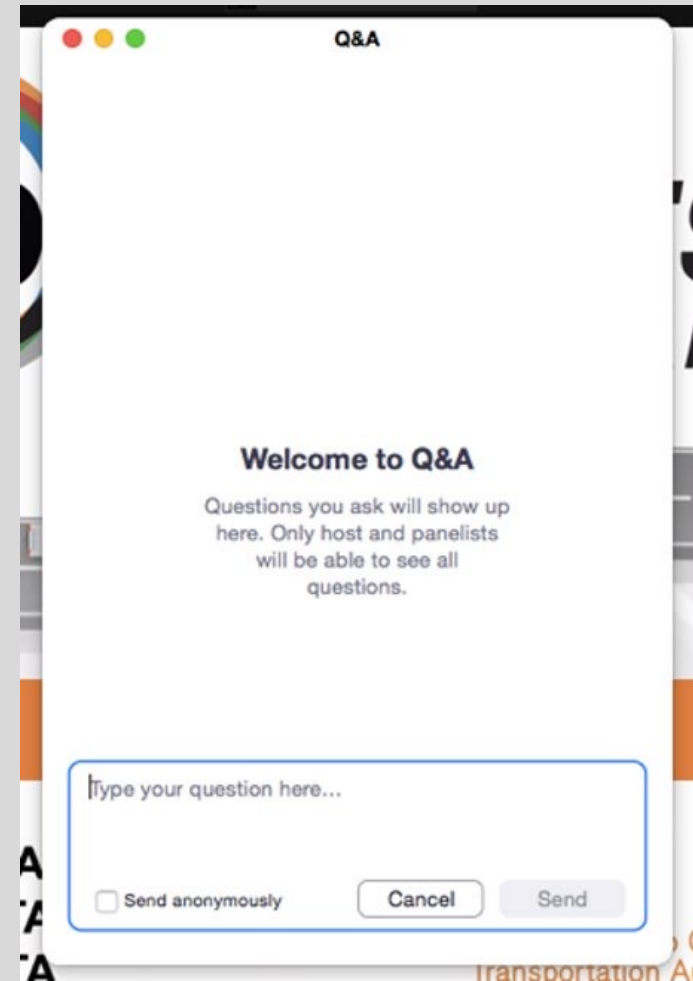 Q&A
Welcome to Q&A
Questions you ask will show up
here. Only host and panelists
will be able to see all
questions.
Type your question here...
Send anonymously
Cancel
Send
Transportation